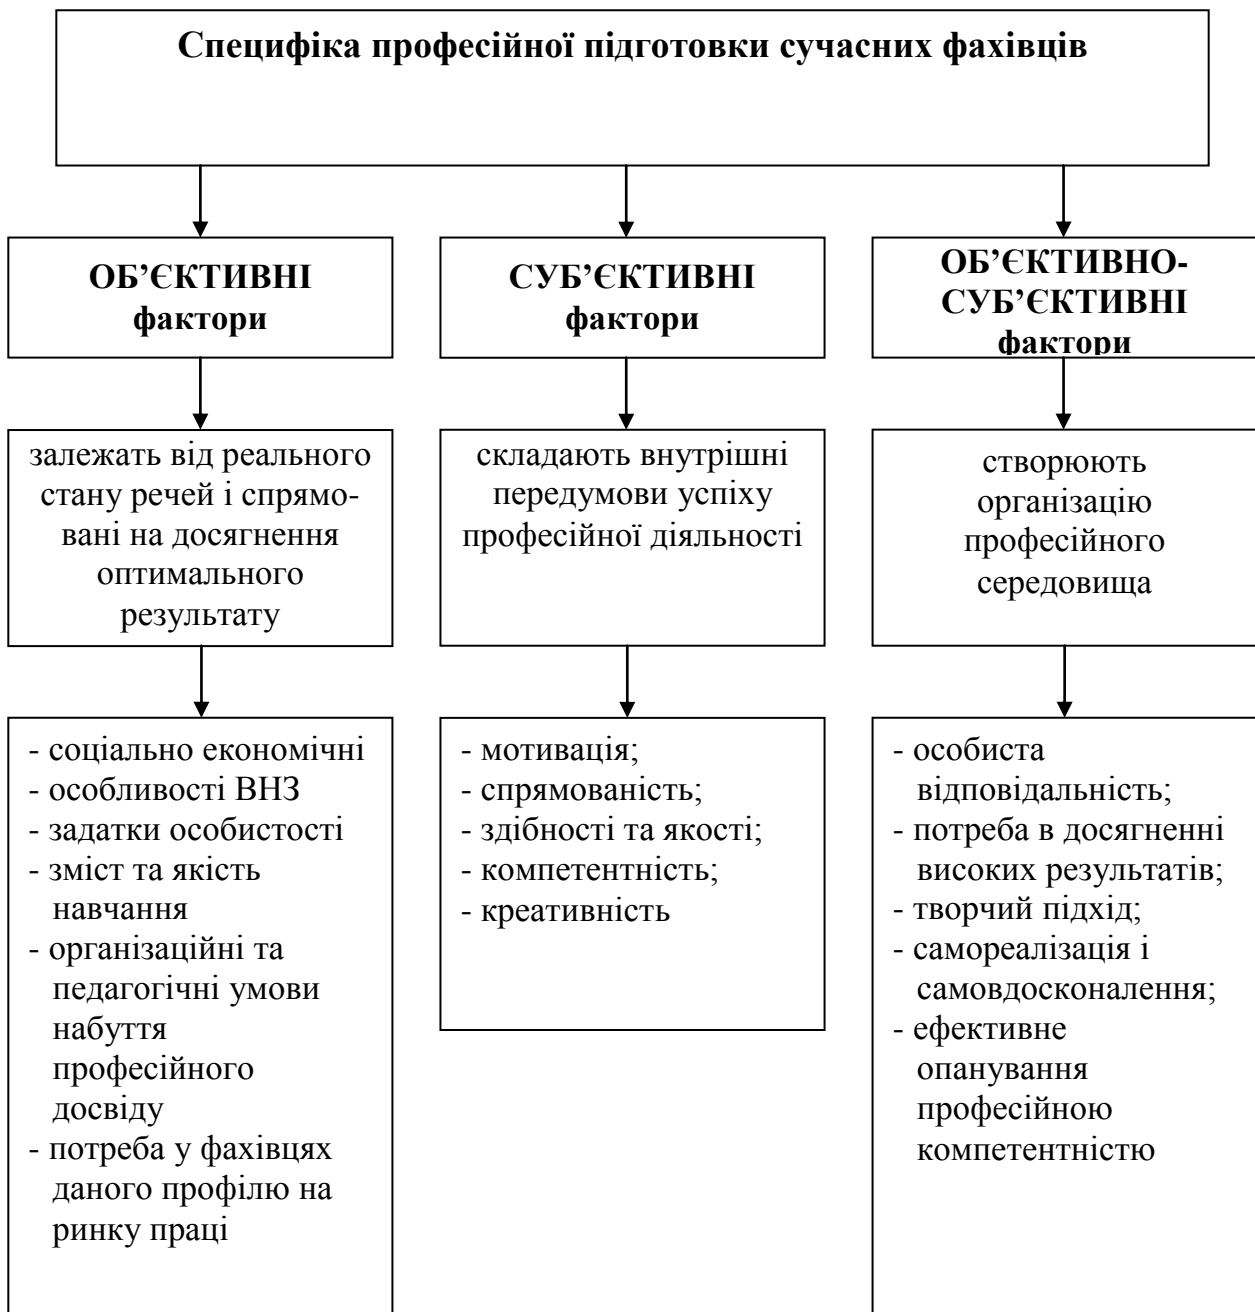 Специфіка професійної підготовки сучасних фахівців
ОБ’ЄКТИВНІ
фактори
СУБ’ЄКТИВНІ
фактори
ОБ’ЄКТИВНО-
СУБ’ЄКТИВНІ
фактори
залежать від реального
стану речей і спрямо-
вані на досягнення
оптимального
результату
складають внутрішні
передумови успіху
професійної діяльності
створюють
організацію
професійного
середовища
- соціально економічні
- особливості ВНЗ
- задатки особистості
- зміст та якість
навчання
- організаційні та
педагогічні умови
набуття
професійного
досвіду
- потреба у фахівцях
даного профілю на
ринку праці
- мотивація;
- спрямованість;
- здібності та якості;
- компетентність;
- креативність
- особиста
відповідальність;
- потреба в досягненні
високих результатів;
- творчий підхід;
- самореалізація і
самовдосконалення;
- ефективне
опанування
професійною
компетентністю